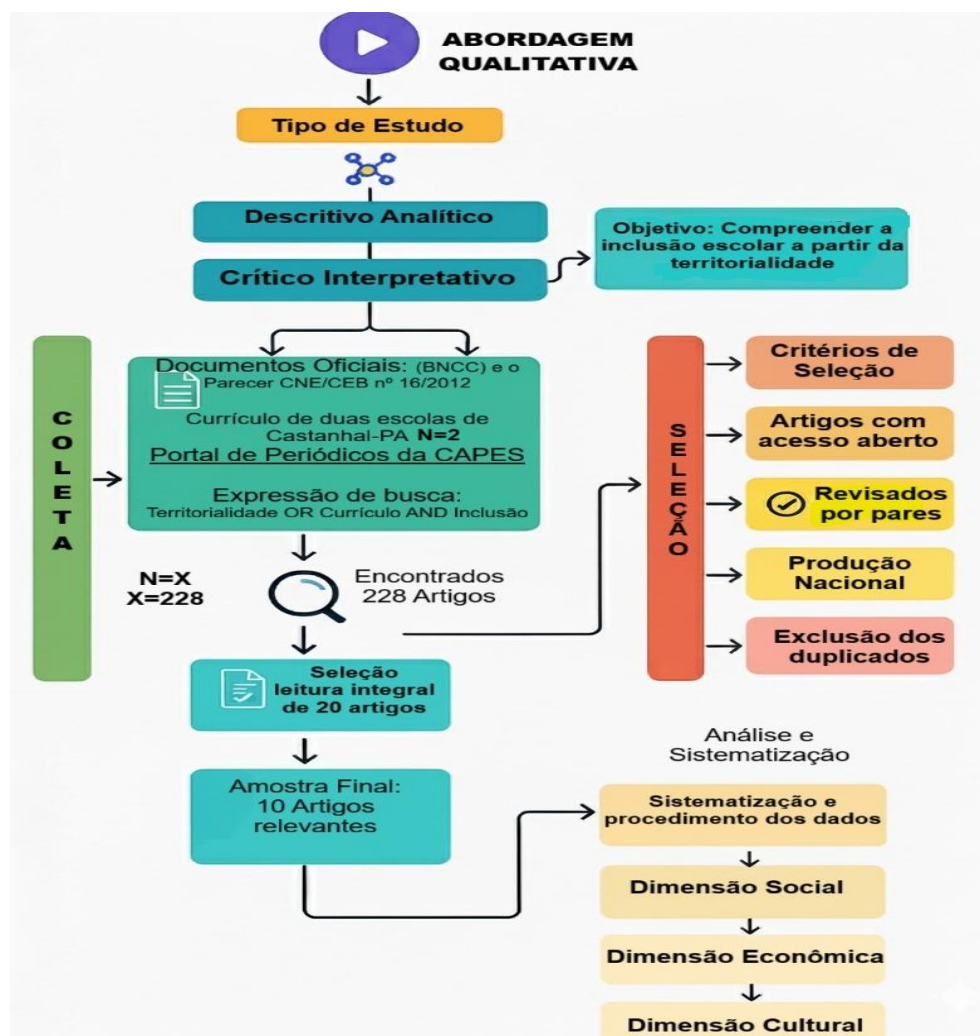 ABORDAGEM
QUALITATIVA
Tipo de Estudo
Descritivo Analítico
Crítico Interpretativo
Objetivo: Compreender a
inclusão escolar a partir da
territorialidade
COLETA
Documentos Oficiais: (BNCC) e o
Parecer CNE/CEB nº 16/2012
Currículo de duas escolas de
Castanhal-PA N=2
Portal de Periódicos da CAPES
Expressão de busca:
Territorialidade OR Currículo AND Inclusão
N=X
X=228
Encontrados
228 Artigos
Seleção
leitura integral
de 20 artigos
Amostra Final:
10 Artigos
relevantes
SELEÇÃO
Critérios de
Seleção
Artigos com
acesso aberto
Revisados
por pares
Produção
Nacional
Exclusão dos
duplicados
Análise e
Sistematização
Sistematização e
procedimento dos dados
Dimensão Social
Dimensão Econômica
Dimensão Cultural